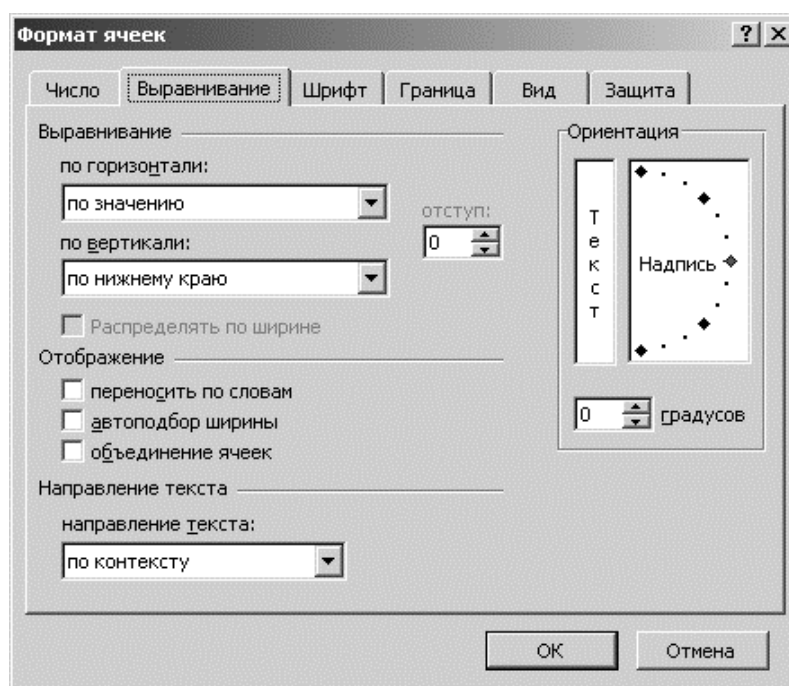 Формат ячеек
Число Выравнивание Шрифт Граница Вид Защита
Выравнивание
по горизонтали:
по значению
отступ:
0
по вертикали:
по нижнему краю
Распределять по ширине
Отображение
переносить по словам
автоподбор ширины
объединение ячеек
Направление текста
направление текста:
по контексту
Ориентация
Текст
Надпись
0 градусов
ОК Отмена